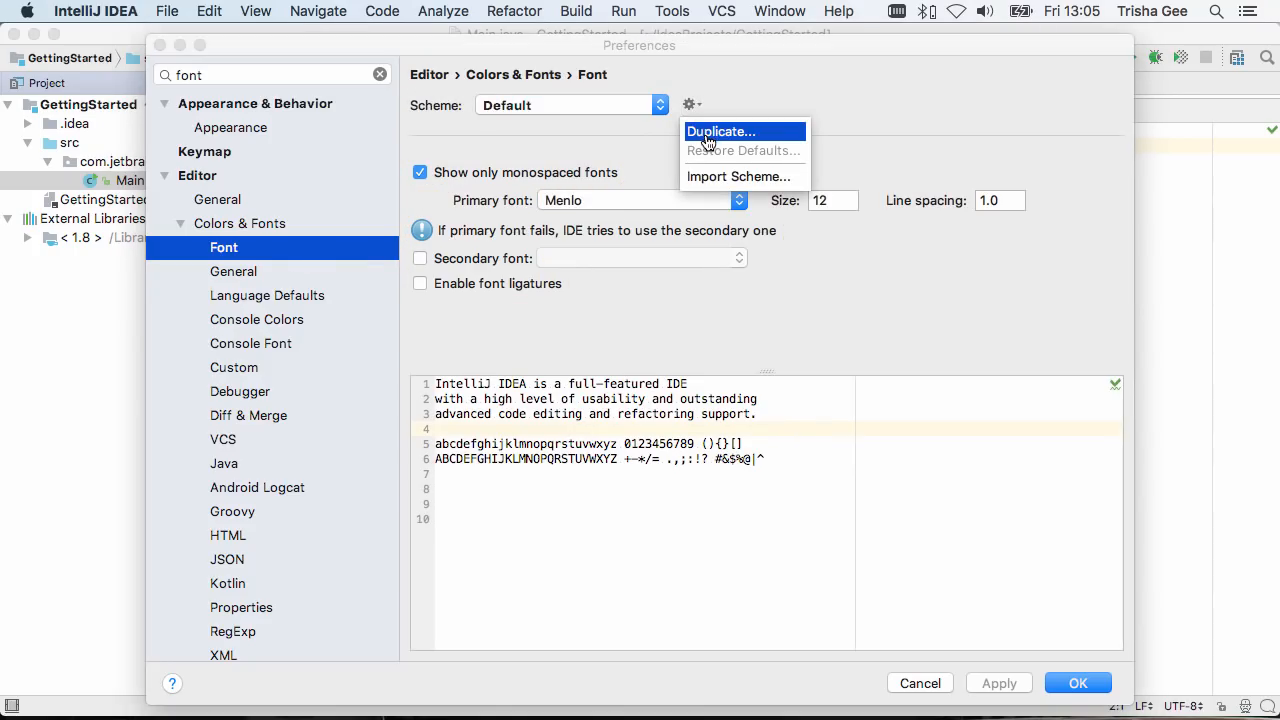 IntelliJ IDEA File Edit View Navigate Code Analyze Refactor Build Run Tools VCS Window Help Fri 13:05 Trisha Gee
Main.java - GettingStarted - [~/IdeaProjects/GettingStarted]
GettingStarted
Project
GettingStarted
.idea
src
com.jetbra
Main
GettingStarte
External Libraries
< 1.8 > /Libra
Preferences
font
Appearance & Behavior
Appearance
Keymap
Editor
General
Colors & Fonts
Font
General
Language Defaults
Console Colors
Console Font
Custom
Debugger
Diff & Merge
VCS
Java
Android Logcat
Groovy
HTML
JSON
Kotlin
Properties
RegExp
XML
Editor › Colors & Fonts › Font
Scheme: Default
Duplicate...
Restore Defaults...
Import Scheme...
Show only monospaced fonts
Primary font: Menlo Size: 12 Line spacing: 1.0
If primary font fails, IDE tries to use the secondary one
Secondary font:
Enable font ligatures
1 IntelliJ IDEA is a full-featured IDE
2 with a high level of usability and outstanding
3 advanced code editing and refactoring support.
4
5 abcdefghijklmnopqrstuvwxyz 0123456789 (){}[]
6 ABCDEFGHIJKLMNOPQRSTUVWXYZ +-*/= .,;:!? #&$%@|^
7
8
9
10
? Cancel Apply OK
2:1 LF UTF-8